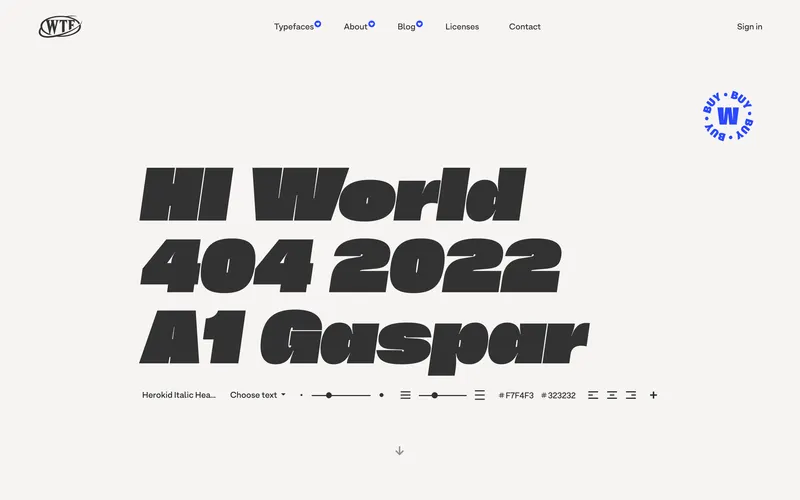 WTF
Typefaces
About
Blog
Licenses
Contact
Sign in
BUY • BUY • BUY • BUY •
W
HI World
404 2022
A1 Gaspar
Herokid Italic Hea...
Choose text
# F7F4F3
# 323232